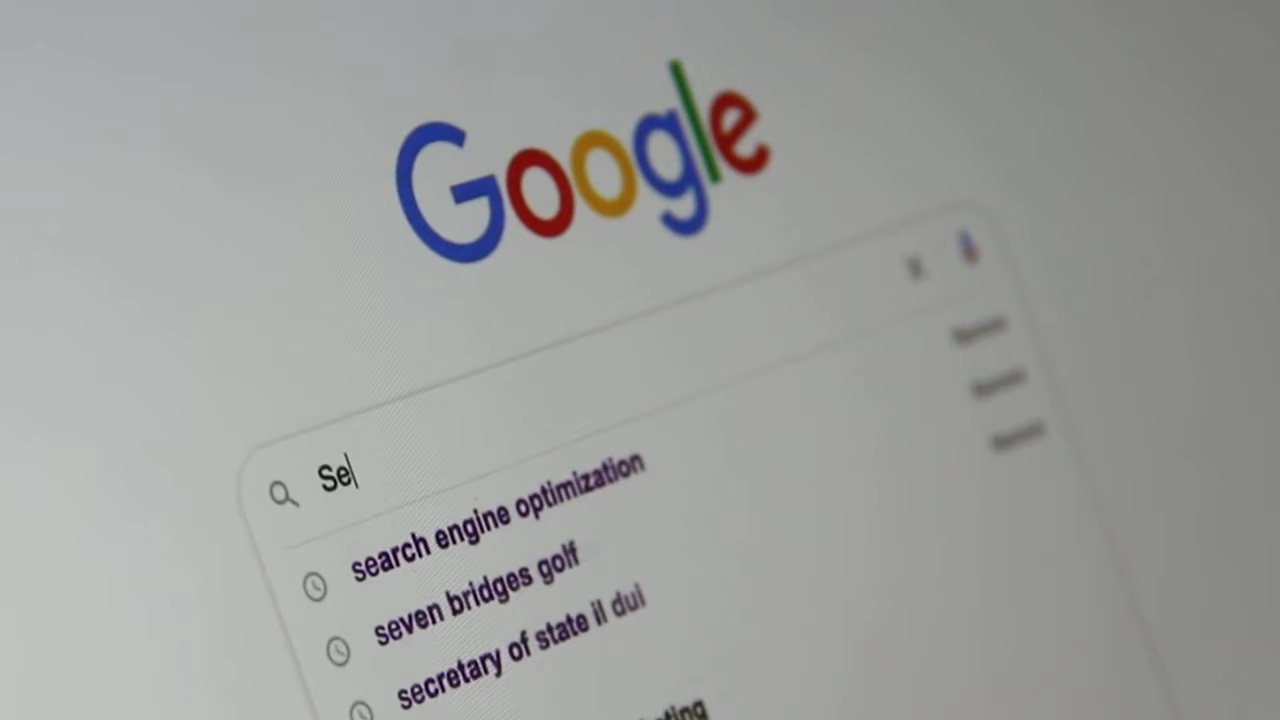 Google
Se
search engine optimization
seven bridges golf
secretary of state il dui